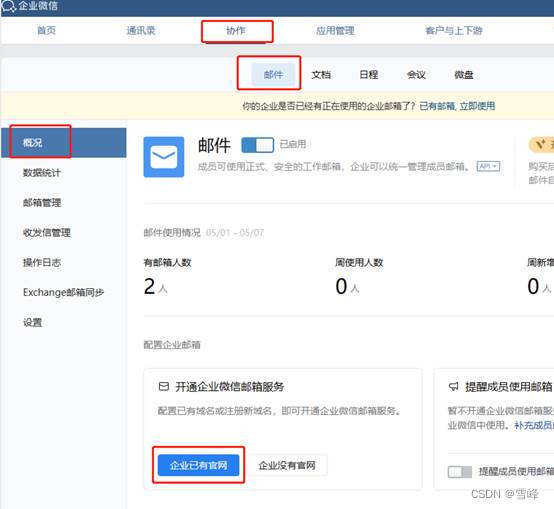 企业微信
首页 通讯录 协作 应用管理 客户与上下游
邮件 文档 日程 会议 微盘
你的企业是否已经有正在使用的企业邮箱了？已有邮箱, 立即使用
概况
数据统计
邮箱管理
收发信管理
操作日志
Exchange邮箱同步
设置
邮件 已启用
成员可使用正式、安全的工作邮箱，企业可以统一管理成员邮箱。 API
购买后
邮件自
邮件使用情况 05/01 - 05/07
有邮箱人数 周使用人数 周新增
2 人 0 人 0 人
配置企业邮箱
开通企业微信邮箱服务
配置已有域名或注册新域名，即可开通企业微信邮箱服务。
企业已有官网 企业没有官网
提醒成员使用邮箱
暂不开通企业微信邮箱服
业微信中使用。补充成员
提醒成员使用邮箱
CSDN @雪峰